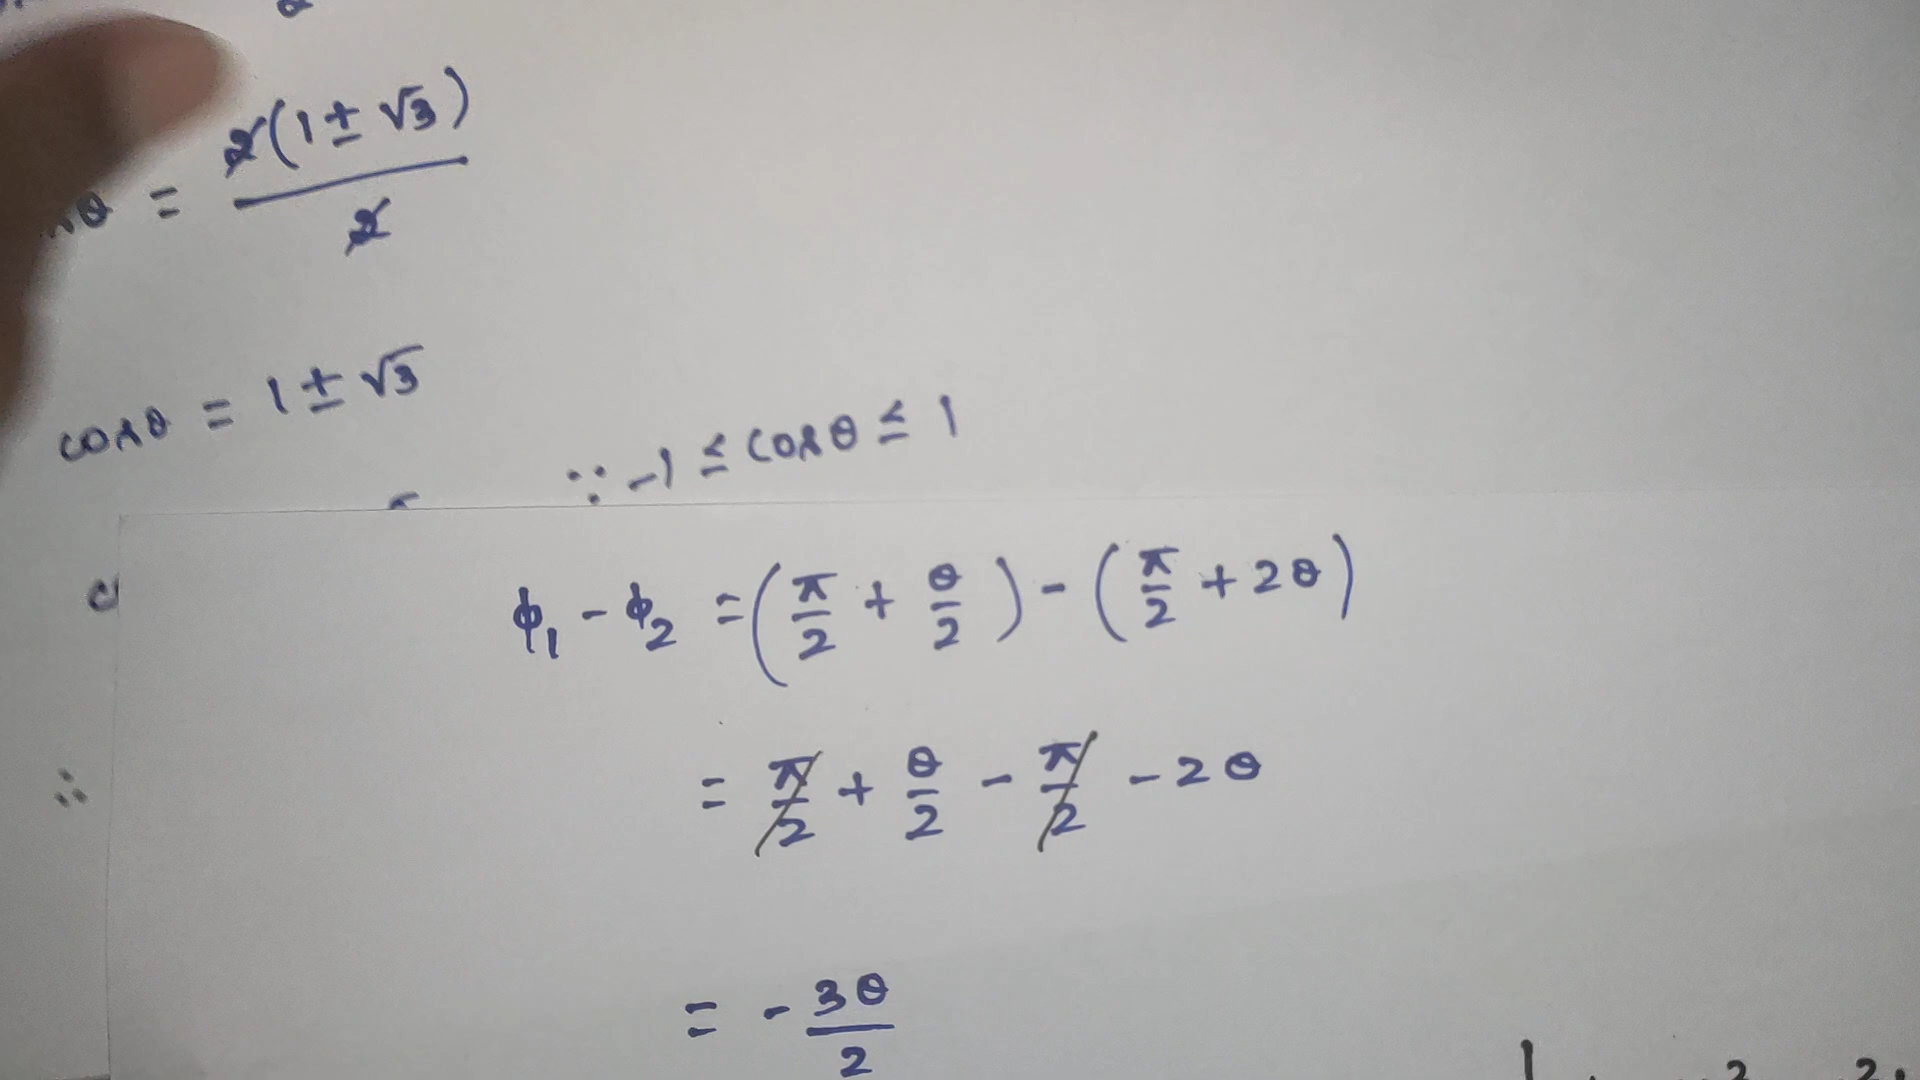 θ = 2(1 ± √3) / 2
cosθ = 1 ± √3
∵ -1 ≤ cosθ ≤ 1
ϕ₁ - ϕ₂ = (π/2 + θ/2) - (π/2 + 2θ)
= π/2 + θ/2 - π/2 - 2θ
∴
= - 3θ/2